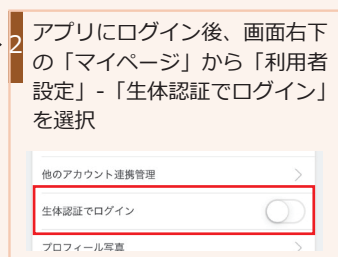 2
アプリにログイン後、画面右下
の「マイページ」から「利用者
設定」-「生体認証でログイン」
を選択
他のアカウント連携管理
生体認証でログイン
プロフィール写真